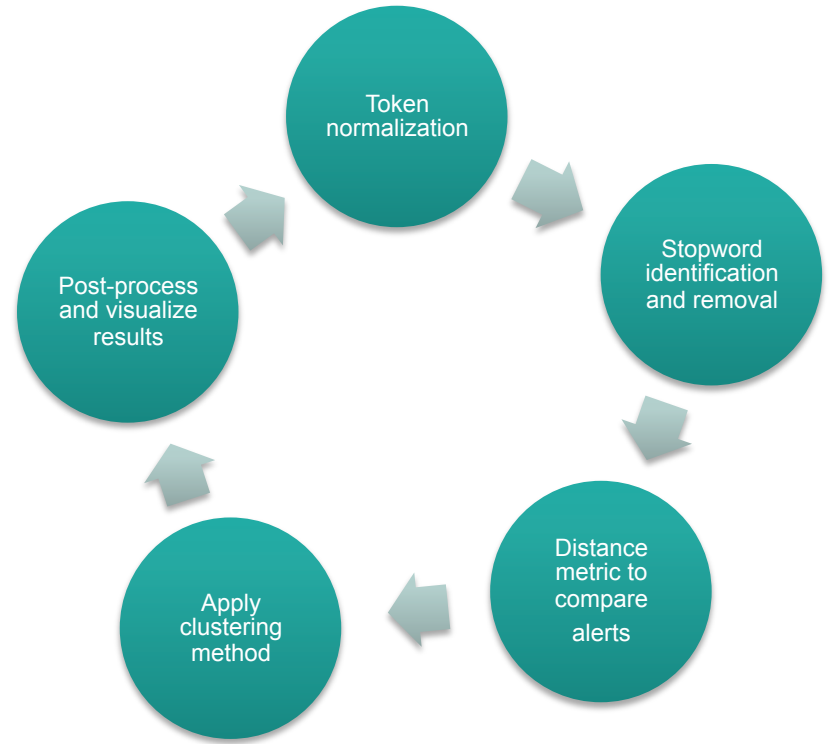 Token
normalization
Stopword
identification
and removal
Distance
metric to
compare
alerts
Apply
clustering
method
Post-process
and visualize
results